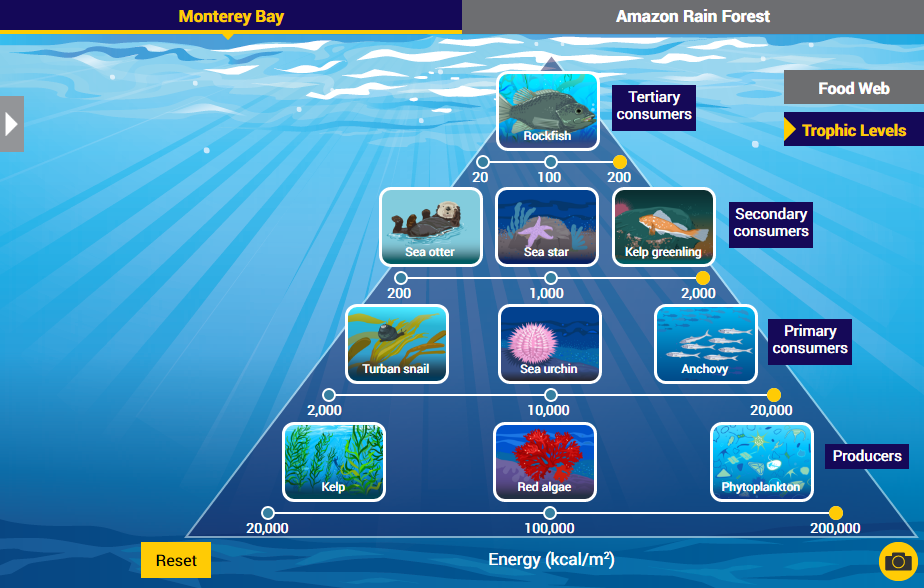 Monterey Bay
Amazon Rain Forest
Food Web
Trophic Levels
Rockfish
Tertiary
consumers
20 100 200
Sea otter
Sea star
Kelp greenling
Secondary
consumers
200 1,000 2,000
Turban snail
Sea urchin
Anchovy
Primary
consumers
2,000 10,000 20,000
Kelp
Red algae
Phytoplankton
Producers
20,000 100,000 200,000
Reset
Energy (kcal/m²)